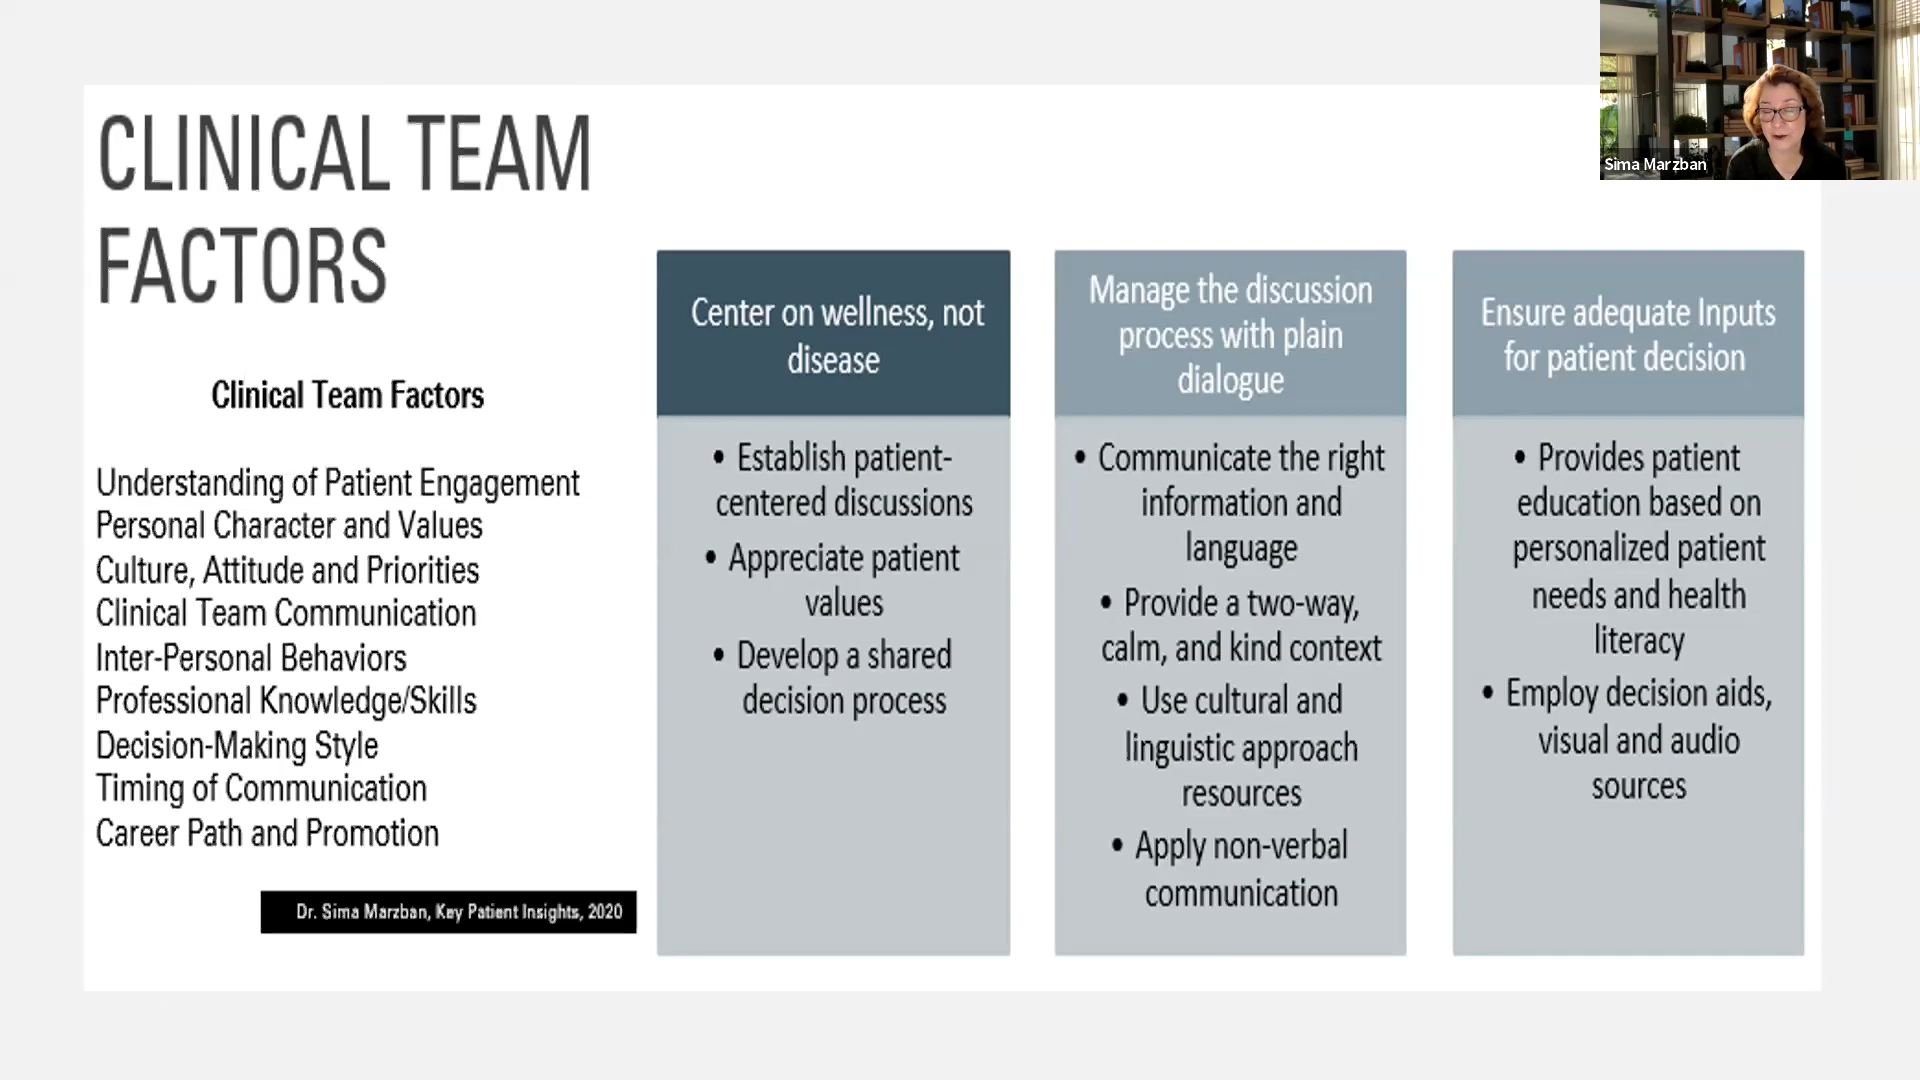 CLINICAL TEAM
FACTORS
Clinical Team Factors
Understanding of Patient Engagement
Personal Character and Values
Culture, Attitude and Priorities
Clinical Team Communication
Inter-Personal Behaviors
Professional Knowledge/Skills
Decision-Making Style
Timing of Communication
Career Path and Promotion
Dr. Sima Marzban, Key Patient Insights, 2020
Center on wellness, not
disease
• Establish patient-
centered discussions
• Appreciate patient
values
• Develop a shared
decision process
Manage the discussion
process with plain
dialogue
• Communicate the right
information and
language
• Provide a two-way,
calm, and kind context
• Use cultural and
linguistic approach
resources
• Apply non-verbal
communication
Ensure adequate Inputs
for patient decision
• Provides patient
education based on
personalized patient
needs and health
literacy
• Employ decision aids,
visual and audio
sources
Sima Marzban